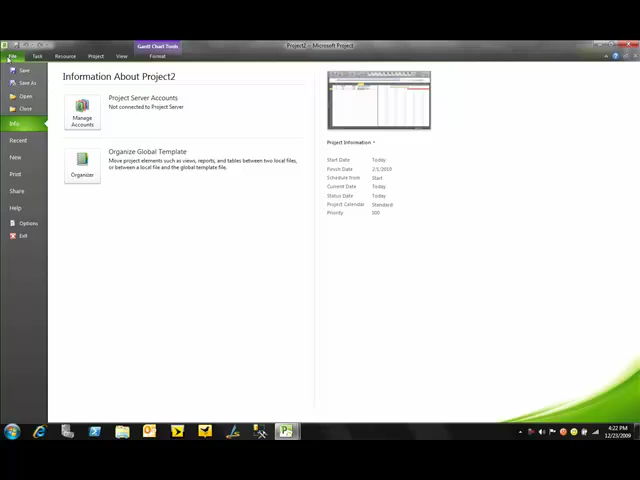 Gantt Chart Tools
Project2 - Microsoft Project
File Task Resource Project View Format
Save
Save As
Open
Close
Info
Recent
New
Print
Share
Help
Options
Exit
Information About Project2
Manage Accounts
Project Server Accounts
Not connected to Project Server
Organizer
Organize Global Template
Move project elements such as views, reports, and tables between two local files,
or between a local file and the global template file.
Project Information
Start Date Today
Finish Date 2/1/2010
Schedule from Start
Current Date Today
Status Date Today
Project Calendar Standard
Priority 500
4:22 PM
12/23/2009